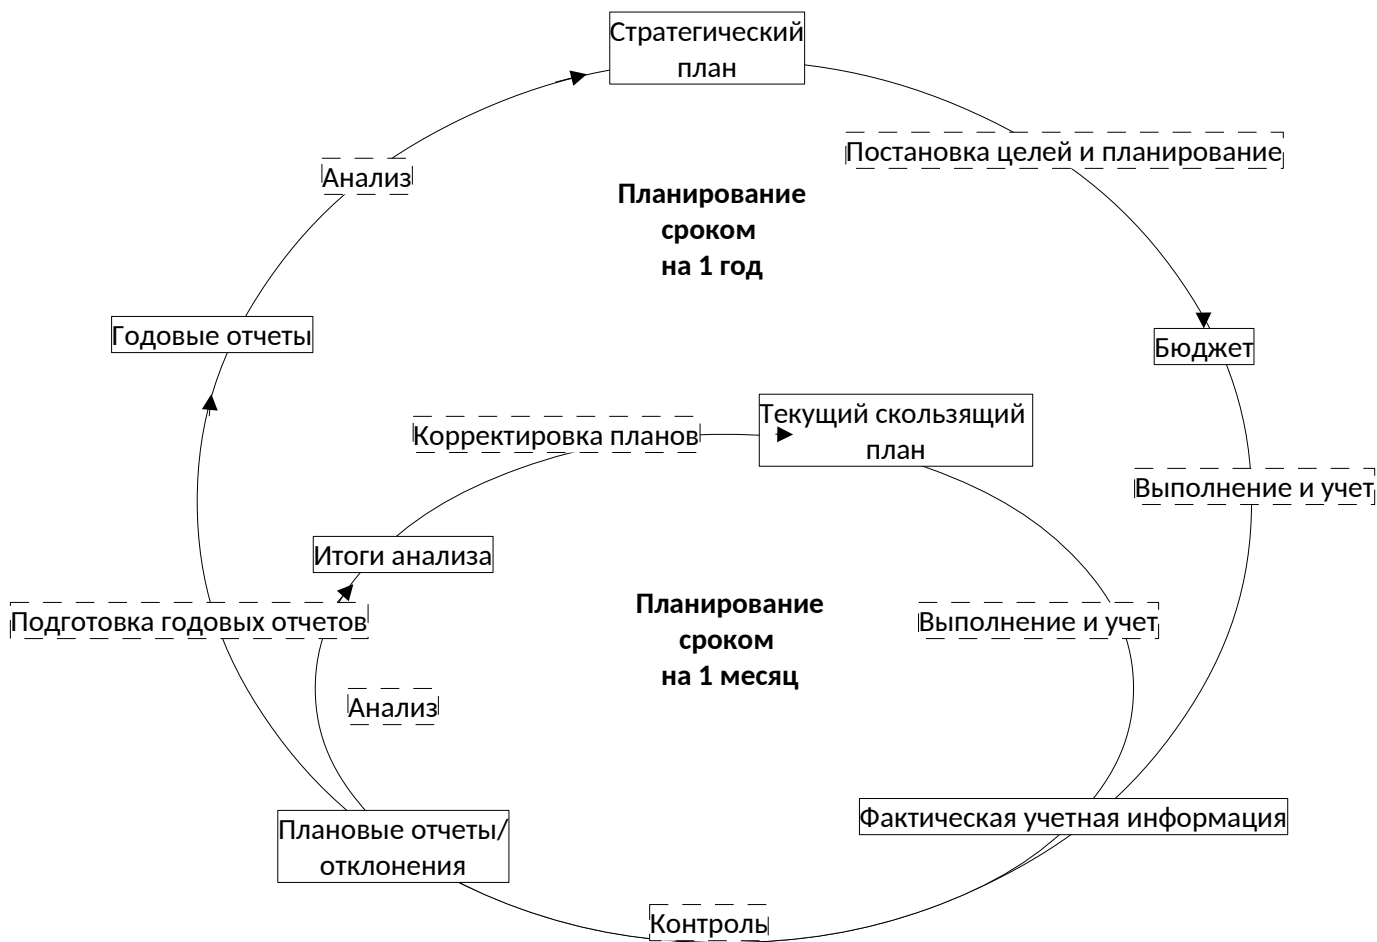 Стратегический
план
Постановка целей и планирование
Анализ
Планирование
сроком
на 1 год
Годовые отчеты
Бюджет
Текущий скользящий
план
Корректировка планов
Выполнение и учет
Итоги анализа
Планирование
сроком
на 1 месяц
Подготовка годовых отчетов
Выполнение и учет
Анализ
Фактическая учетная информация
Плановые отчеты/
отклонения
Контроль